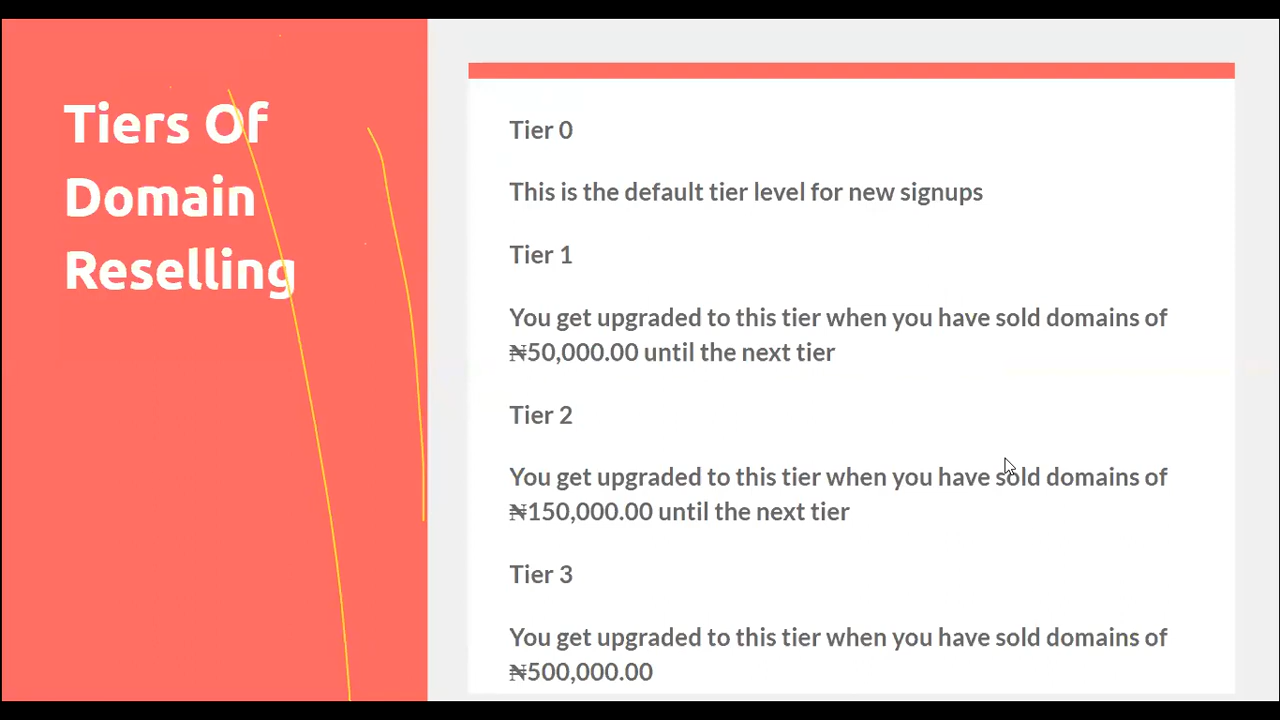 Tiers Of
Domain
Reselling
Tier 0
This is the default tier level for new signups
Tier 1
You get upgraded to this tier when you have sold domains of
₦50,000.00 until the next tier
Tier 2
You get upgraded to this tier when you have sold domains of
₦150,000.00 until the next tier
Tier 3
You get upgraded to this tier when you have sold domains of
₦500,000.00